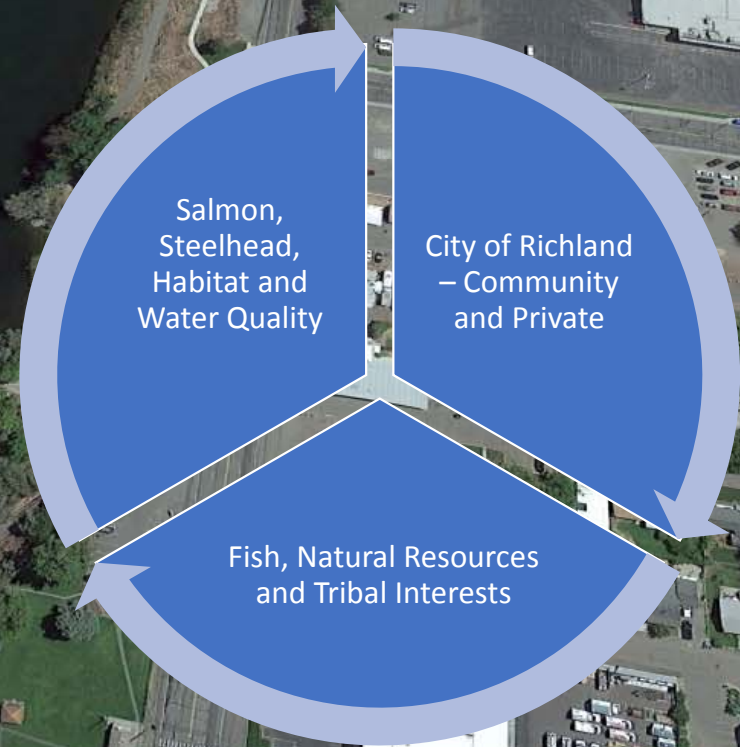 Salmon,
Steelhead,
Habitat and
Water Quality
City of Richland
– Community
and Private
Fish, Natural Resources
and Tribal Interests